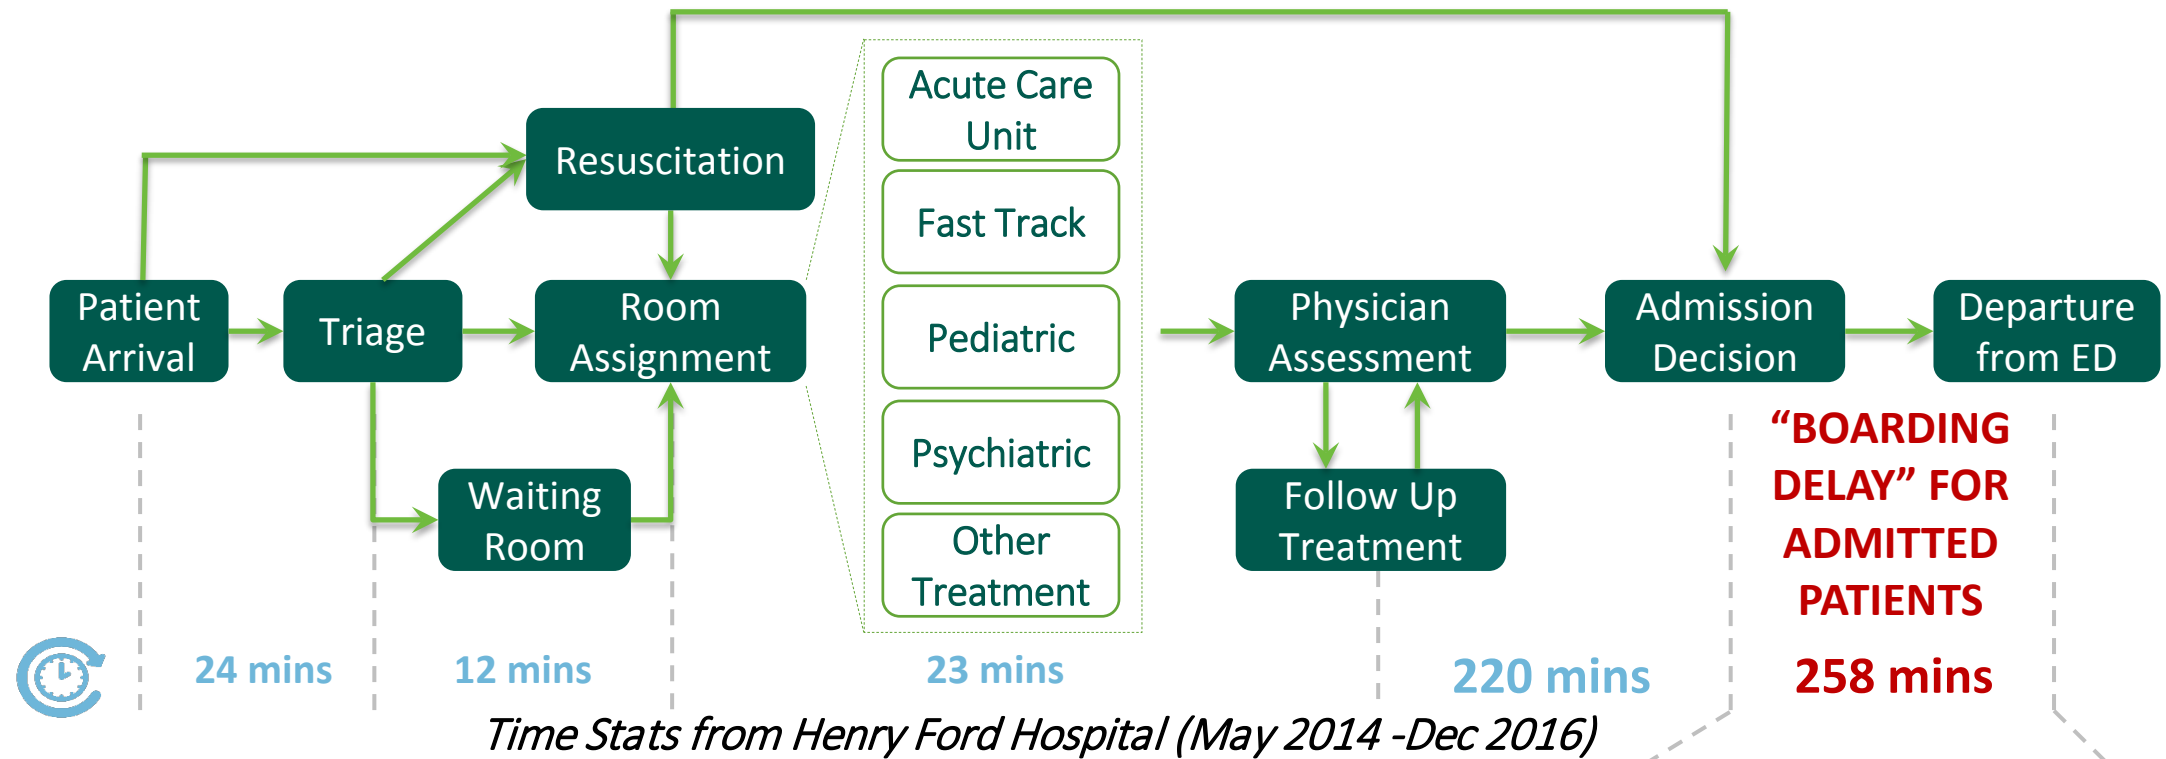 Acute Care
Unit
Resuscitation
Fast Track
Patient
Arrival
Triage
Room
Assignment
Pediatric
Physician
Assessment
Admission
Decision
Departure
from ED
Psychiatric
Waiting
Room
Follow Up
Treatment
Other
Treatment
“BOARDING
DELAY” FOR
ADMITTED
PATIENTS
24 mins
12 mins
23 mins
220 mins
258 mins
Time Stats from Henry Ford Hospital (May 2014 -Dec 2016)